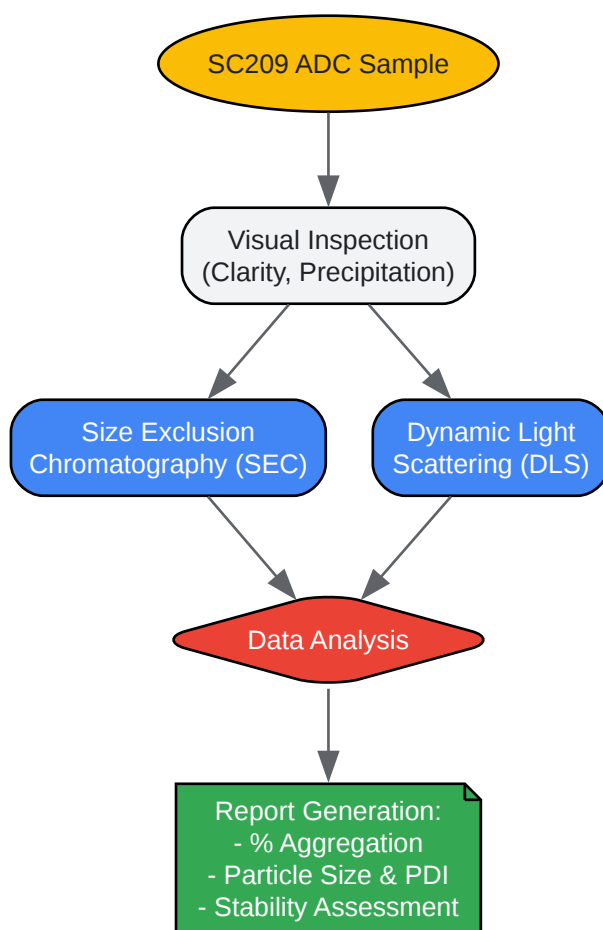 SC209 ADC Sample
Visual Inspection
(Clarity, Precipitation)
Size Exclusion
Chromatography (SEC)
Dynamic Light
Scattering (DLS)
Data Analysis
Report Generation:
- % Aggregation
- Particle Size & PDI
- Stability Assessment